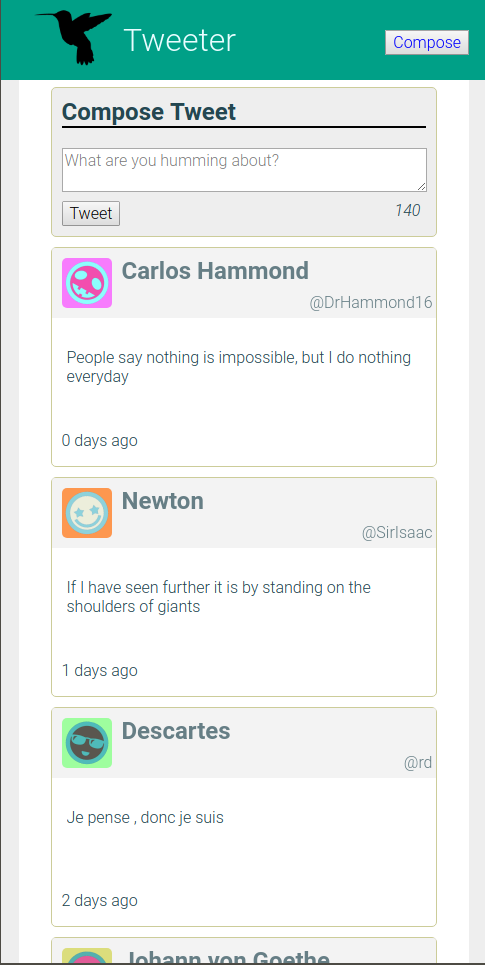 Tweeter
Compose
Compose Tweet
What are you humming about?
Tweet
140
Carlos Hammond
@DrHammond16
People say nothing is impossible, but I do nothing
everyday
0 days ago
Newton
@SirIsaac
If I have seen further it is by standing on the
shoulders of giants
1 days ago
Descartes
@rd
Je pense , donc je suis
2 days ago
Johann von Goethe